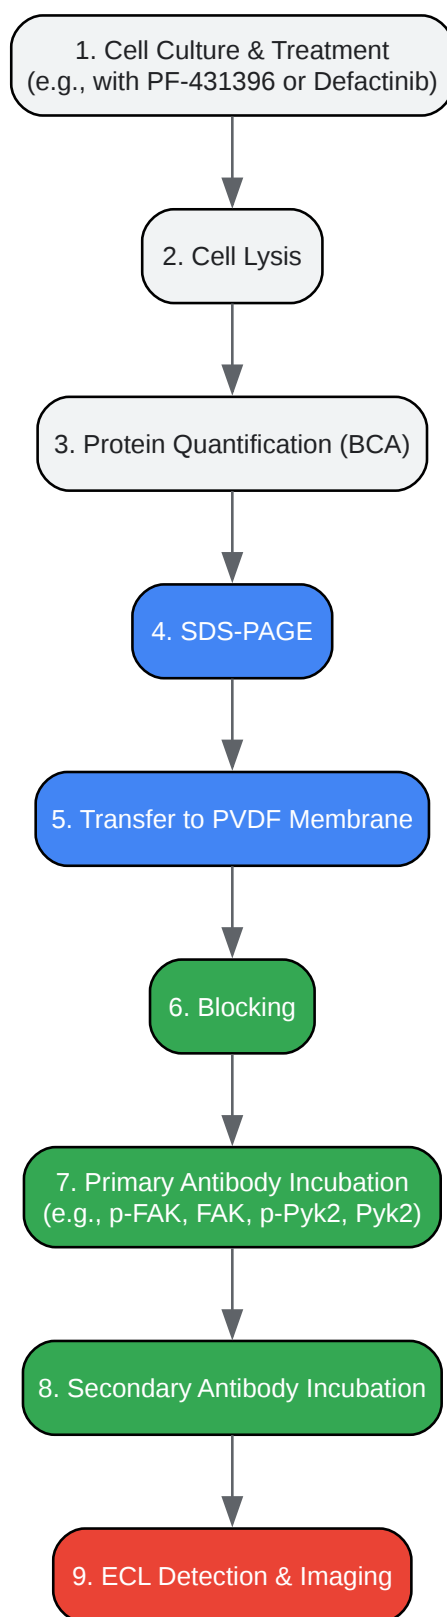 1. Cell Culture & Treatment
(e.g., with PF-431396 or Defactinib)
2. Cell Lysis
3. Protein Quantification (BCA)
4. SDS-PAGE
5. Transfer to PVDF Membrane
6. Blocking
7. Primary Antibody Incubation
(e.g., p-FAK, FAK, p-Pyk2, Pyk2)
8. Secondary Antibody Incubation
9. ECL Detection & Imaging